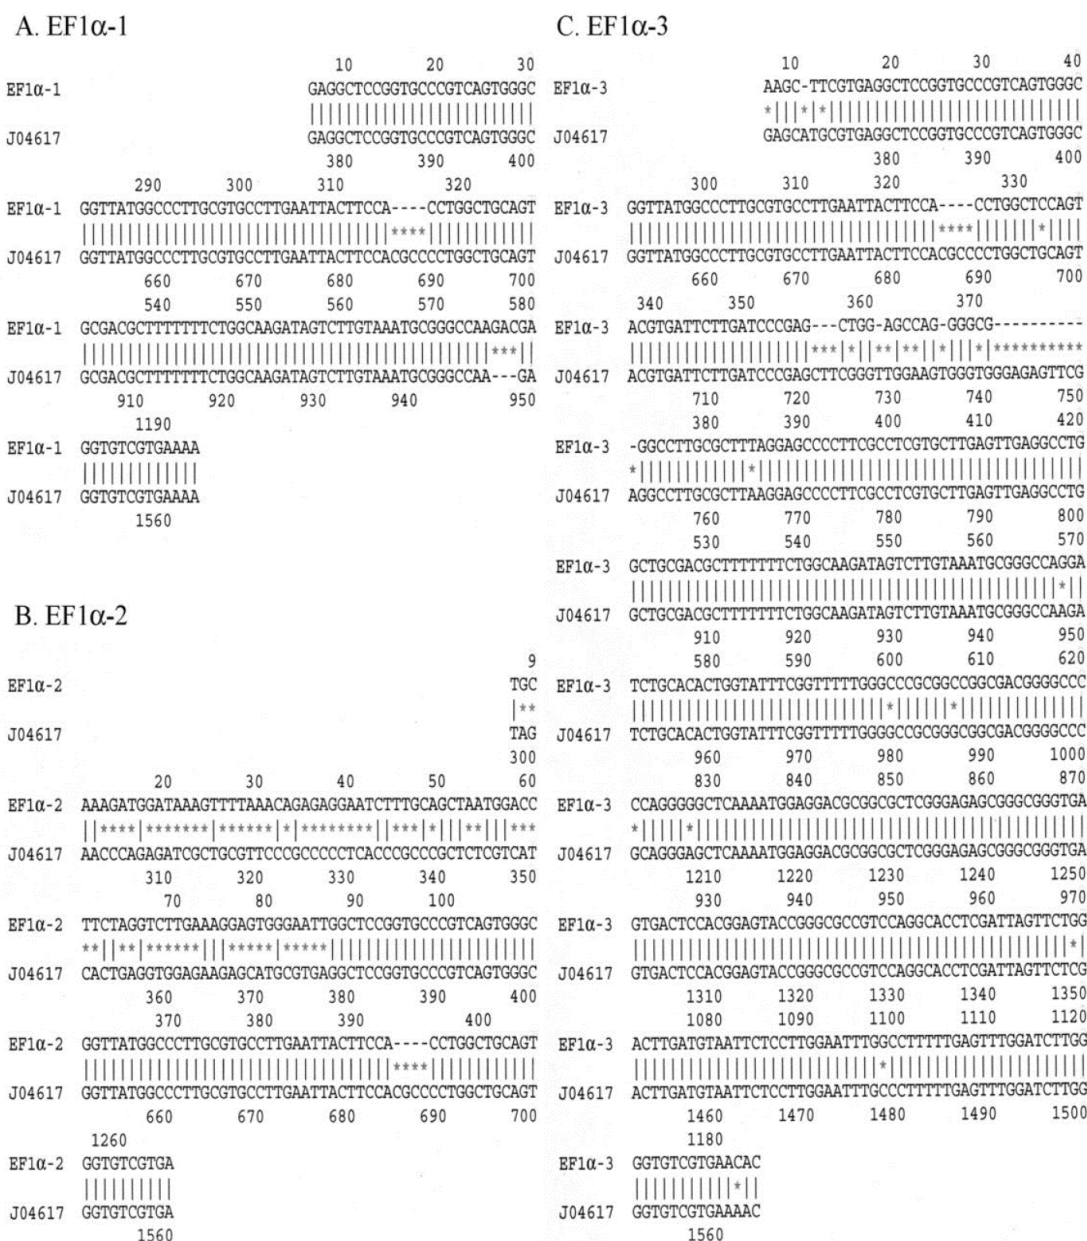 A. EF1α-1
10 20 30
EF1α-1 GAGGCTCCGGTGCCCGTCAGTGGGC
J04617 GAGGCTCCGGTGCCCGTCAGTGGGC
380 390 400
290 300 310 320
EF1α-1 GGTTATGGCCCTTGCGTGCCTTGAATTACTTCCA----CCTGGCTGCAGT
J04617 GGTTATGGCCCTTGCGTGCCTTGAATTACTTCCACGCCCCTGGCTGCAGT
660 670 680 690 700
540 550 560 570 580
EF1α-1 GCGACGCTTTTTTTCTGGCAAGATAGTCTTGTAAATGCGGGCCAAGACGA
J04617 GCGACGCTTTTTTTCTGGCAAGATAGTCTTGTAAATGCGGGCCAA---GA
910 920 930 940 950
1190
EF1α-1 GGTGTCGTGAAAA
J04617 GGTGTCGTGAAAA
1560
B. EF1α-2
9
EF1α-2 TGC
J04617 TAG
300
20 30 40 50 60
EF1α-2 AAAGATGGATAAAGTTTTAAACAGAGAGGAATCTTTGCAGCTAATGGACC
J04617 AACCCAGAGATCGCTGCGTTCCCGCCCCCTCACCCGCCCGCTCTCGTCAT
310 320 330 340 350
70 80 90 100
EF1α-2 TTCTAGGTCTTGAAAGGAGTGGGAATTGGCTCCGGTGCCCGTCAGTGGGC
J04617 CACTGAGGTGGAGAAGAGCATGCGTGAGGCTCCGGTGCCCGTCAGTGGGC
360 370 380 390 400
370 380 390 400
EF1α-2 GGTTATGGCCCTTGCGTGCCTTGAATTACTTCCA----CCTGGCTGCAGT
J04617 GGTTATGGCCCTTGCGTGCCTTGAATTACTTCCACGCCCCTGGCTGCAGT
660 670 680 690 700
1260
EF1α-2 GGTGTCGTGA
J04617 GGTGTCGTGA
1560
C. EF1α-3
10 20 30 40
EF1α-3 AAGC-TTCGTGAGGCTCCGGTGCCCGTCAGTGGGC
J04617 GAGCATGCGTGAGGCTCCGGTGCCCGTCAGTGGGC
380 390 400
300 310 320 330
EF1α-3 GGTTATGGCCCTTGCGTGCCTTGAATTACTTCCA----CCTGGCTCCAGT
J04617 GGTTATGGCCCTTGCGTGCCTTGAATTACTTCCACGCCCCTGGCTGCAGT
660 670 680 690 700
340 350 360 370
EF1α-3 ACGTGATTCTTGATCCCGAG---CTGG-AGCCAG-GGGCG----------
J04617 ACGTGATTCTTGATCCCGAGCTTCGGGTTGGAAGTGGGTGGGAGAGTTCG
710 720 730 740 750
380 390 400 410 420
EF1α-3 -GGCCTTGCGCTTTAGGAGCCCCTTCGCCTCGTGCTTGAGTTGAGGCCTG
J04617 AGGCCTTGCGCTTAAGGAGCCCCTTCGCCTCGTGCTTGAGTTGAGGCCTG
760 770 780 790 800
530 540 550 560 570
EF1α-3 GCTGCGACGCTTTTTTTCTGGCAAGATAGTCTTGTAAATGCGGGCCAGGA
J04617 GCTGCGACGCTTTTTTTCTGGCAAGATAGTCTTGTAAATGCGGGCCAAGA
910 920 930 940 950
580 590 600 610 620
EF1α-3 TCTGCACACTGGTATTTCGGTTTTTGGGCCCGCGGCCGGCGACGGGGCCC
J04617 TCTGCACACTGGTATTTCGGTTTTTGGGGCCGCGGGCGGCGACGGGGCCC
960 970 980 990 1000
830 840 850 860 870
EF1α-3 CCAGGGGGCTCAAAATGGAGGACGCGGCGCTCGGGAGAGCGGGCGGGTGA
J04617 GCAGGGAGCTCAAAATGGAGGACGCGGCGCTCGGGAGAGCGGGCGGGTGA
1210 1220 1230 1240 1250
930 940 950 960 970
EF1α-3 GTGACTCCACGGAGTACCGGGCGCCGTCCAGGCACCTCGATTAGTTCTGG
J04617 GTGACTCCACGGAGTACCGGGCGCCGTCCAGGCACCTCGATTAGTTCTCG
1310 1320 1330 1340 1350
1080 1090 1100 1110 1120
EF1α-3 ACTTGATGTAATTCTCCTTGGAATTTGGCCTTTTTGAGTTTGGATCTTGG
J04617 ACTTGATGTAATTCTCCTTGGAATTTGCCCTTTTTGAGTTTGGATCTTGG
1460 1470 1480 1490 1500
1180
EF1α-3 GGTGTCGTGAACAC
J04617 GGTGTCGTGAAAAC
1560